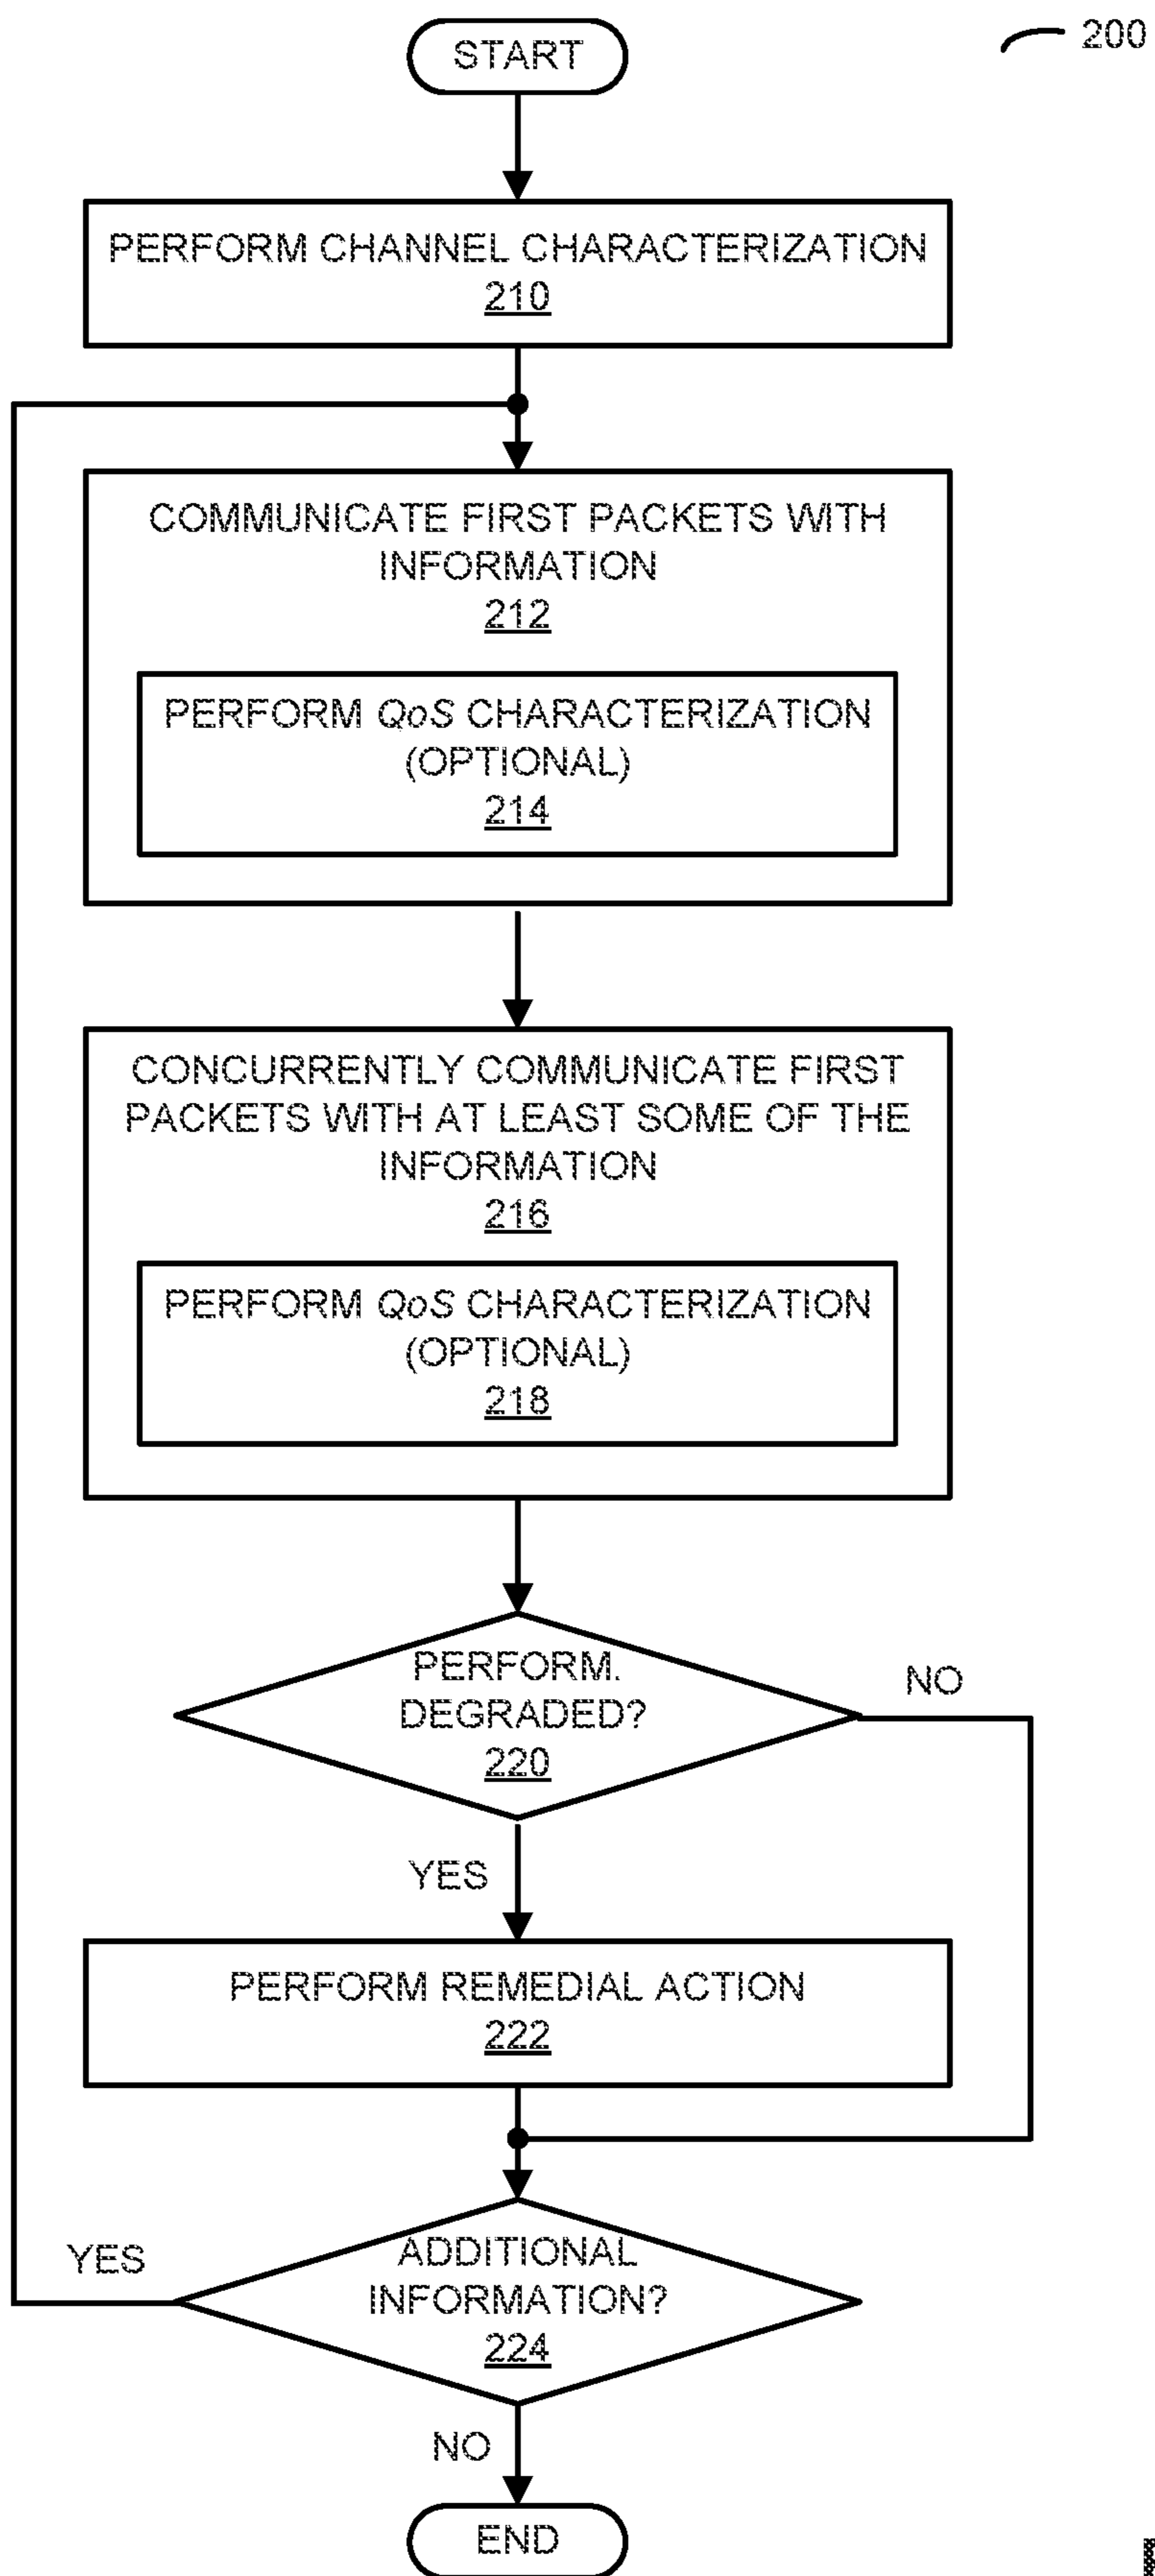 START
200
PERFORM CHANNEL CHARACTERIZATION
210
COMMUNICATE FIRST PACKETS WITH
INFORMATION
212
PERFORM QoS CHARACTERIZATION
(OPTIONAL)
214
CONCURRENTLY COMMUNICATE FIRST
PACKETS WITH AT LEAST SOME OF THE
INFORMATION
216
PERFORM QoS CHARACTERIZATION
(OPTIONAL)
218
PERFORM.
DEGRADED?
220
NO
YES
PERFORM REMEDIAL ACTION
222
YES
ADDITIONAL
INFORMATION?
224
NO
END